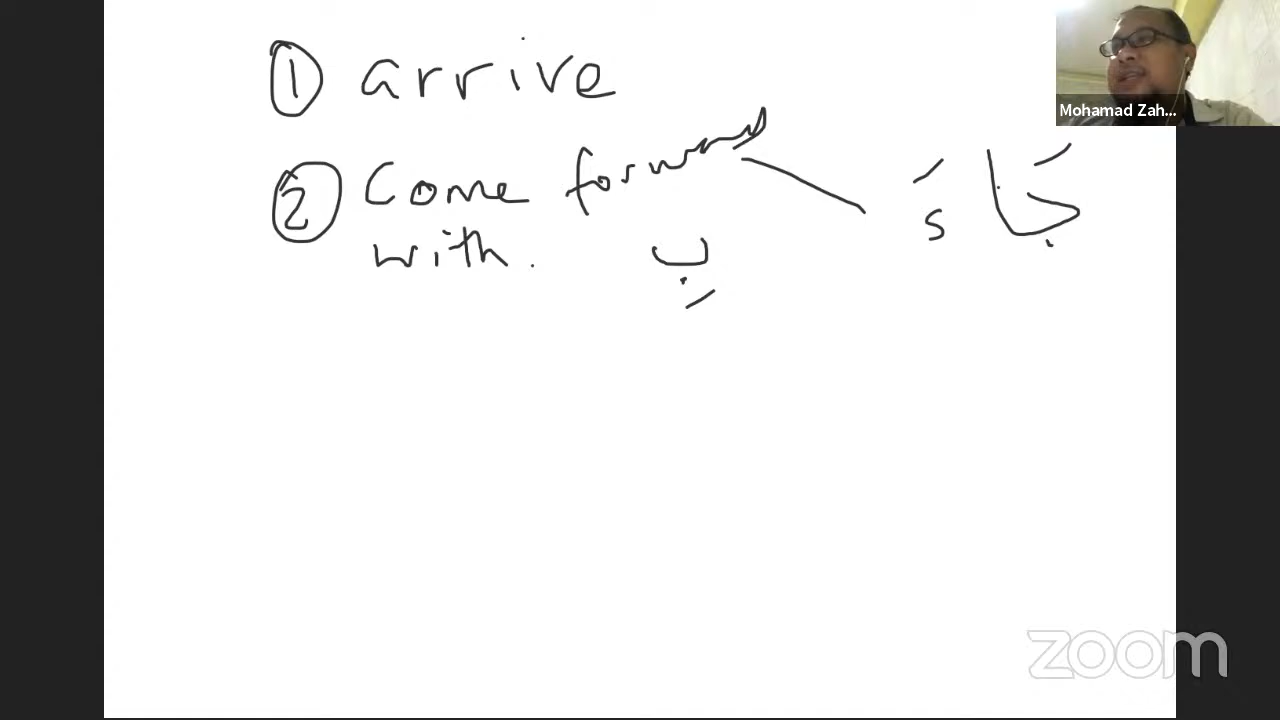 ① arrive
② Come forward
with.
بِ
جَاءَ
Mohamad Zah...
zoom